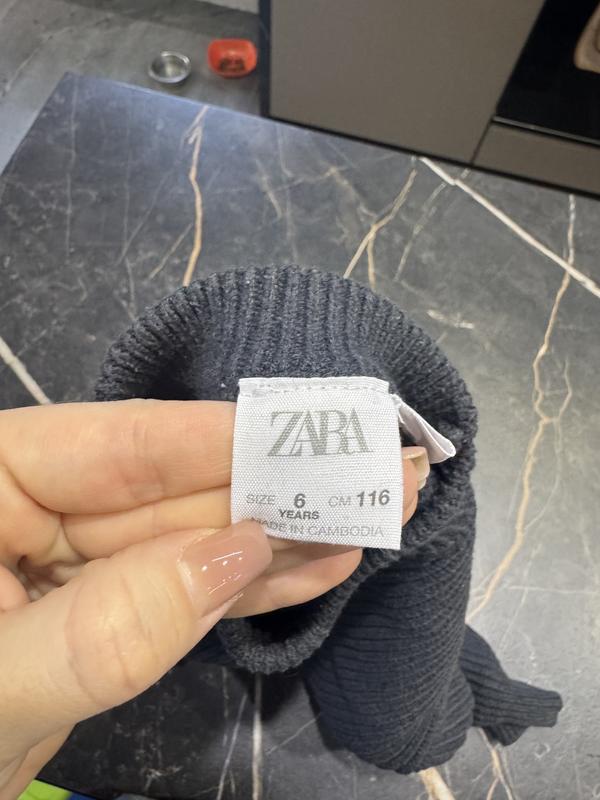 ZARA
SIZE 6 CM 116
YEARS
MADE IN CAMBODIA